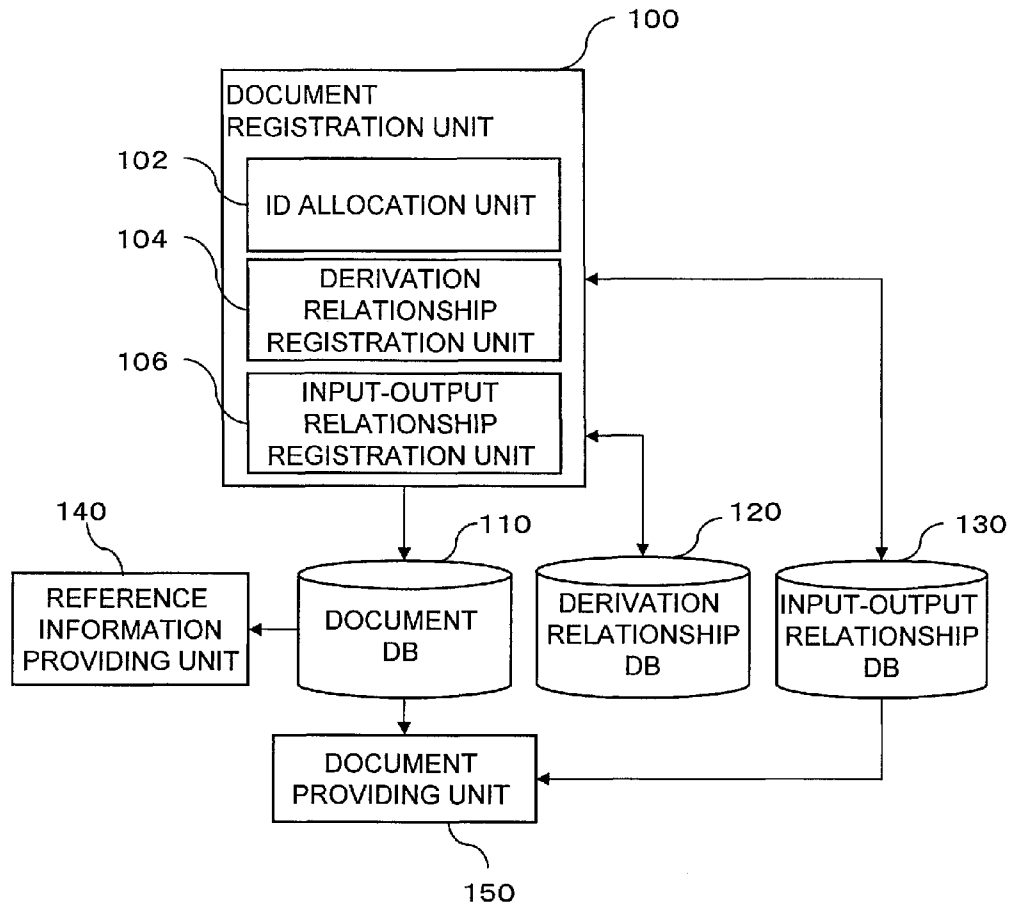 100
DOCUMENT
REGISTRATION UNIT
102
ID ALLOCATION UNIT
104
DERIVATION
RELATIONSHIP
REGISTRATION UNIT
106
INPUT-OUTPUT
RELATIONSHIP
REGISTRATION UNIT
140
REFERENCE
INFORMATION
PROVIDING UNIT
110
DOCUMENT
DB
120
DERIVATION
RELATIONSHIP
DB
130
INPUT-OUTPUT
RELATIONSHIP
DB
DOCUMENT
PROVIDING UNIT
150